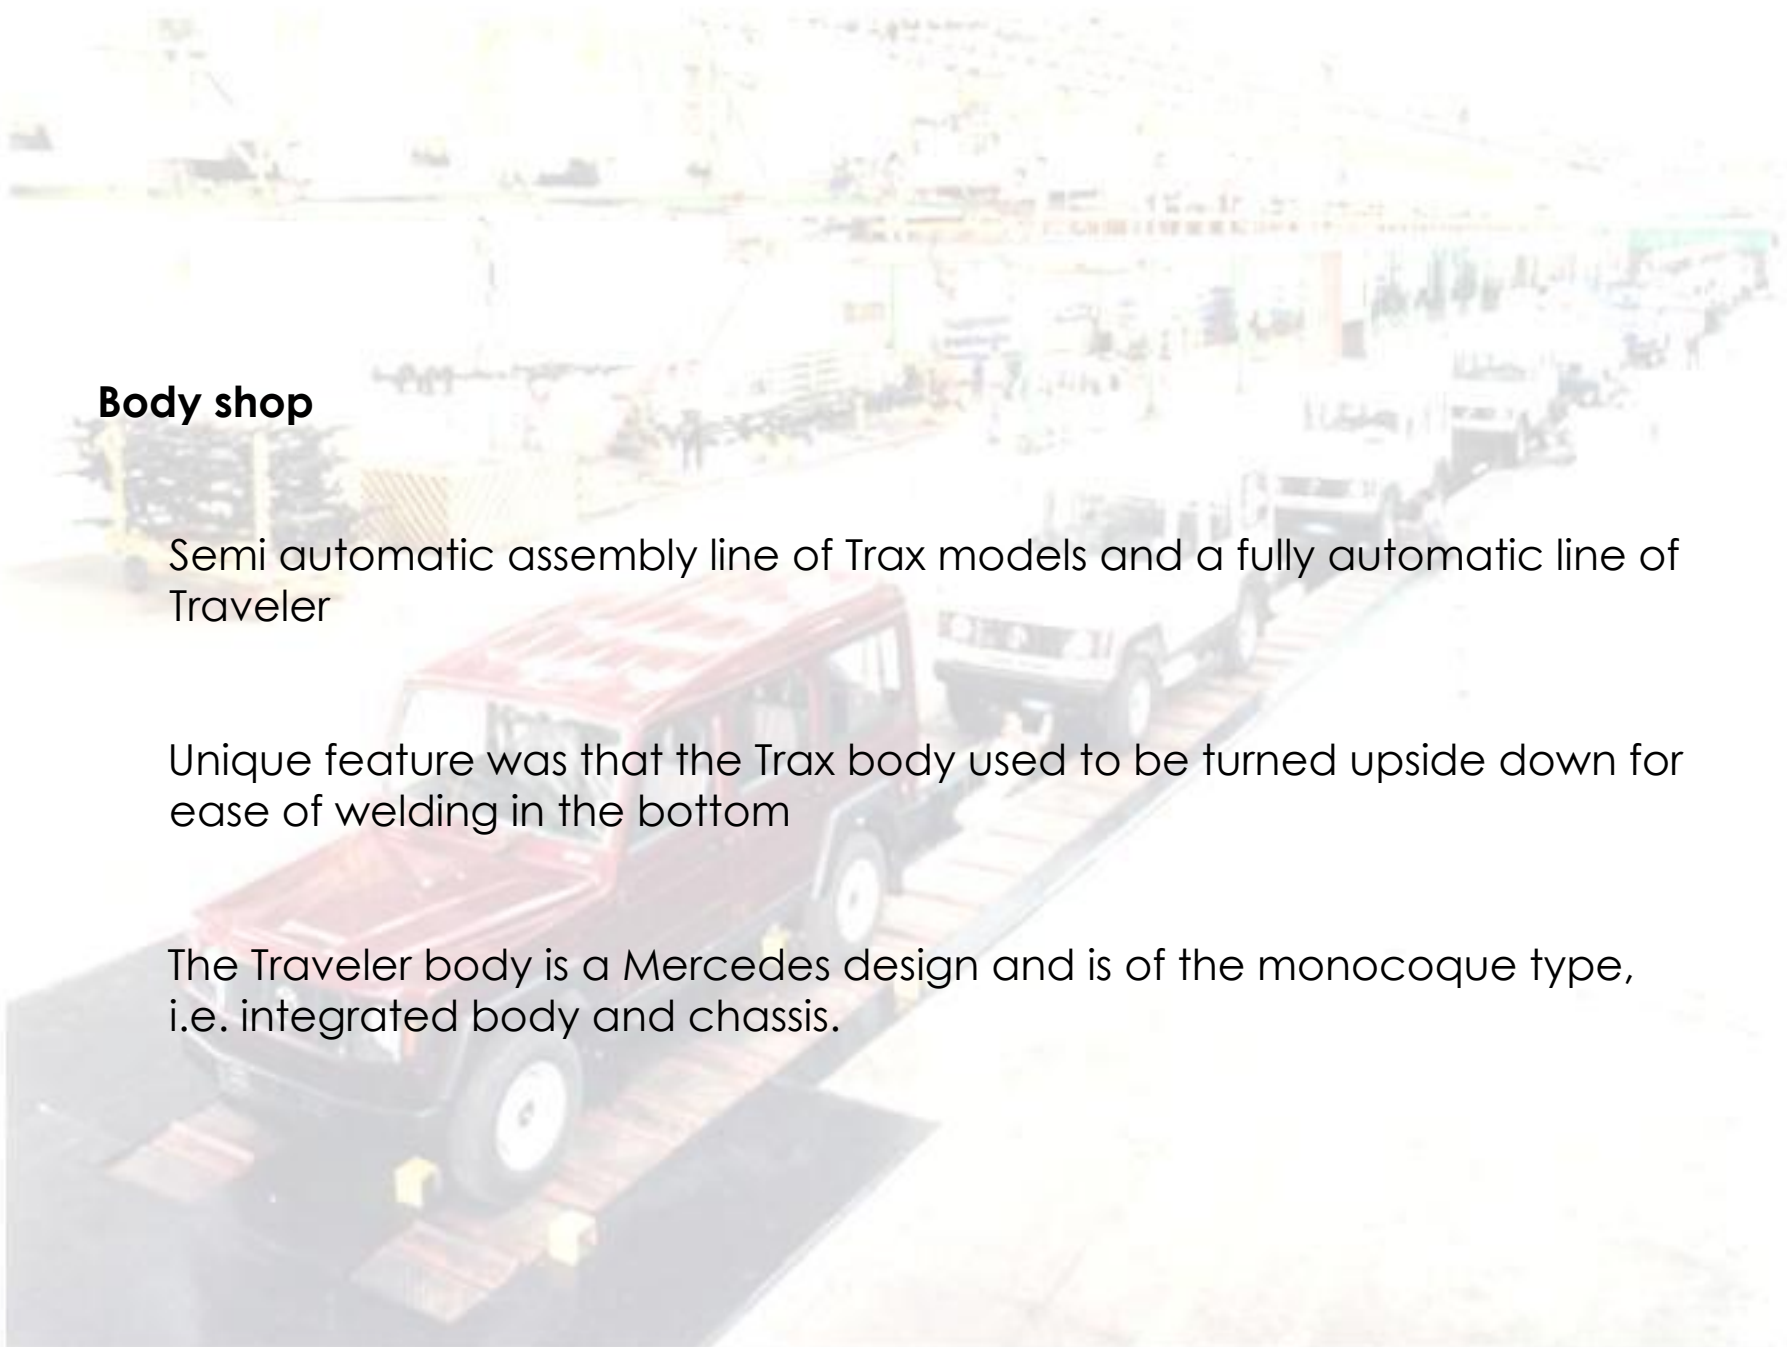 Body shop
Semi automatic assembly line of Trax models and a fully automatic line of
Traveler
Unique feature was that the Trax body used to be turned upside down for
ease of welding in the bottom
The Traveler body is a Mercedes design and is of the monocoque type,
i.e. integrated body and chassis.